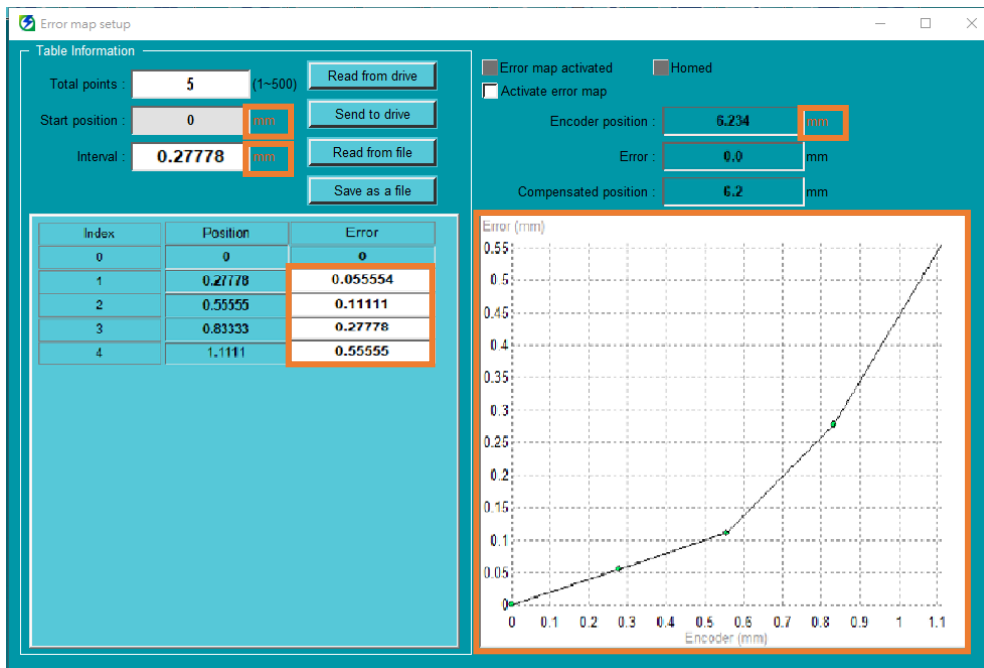 Error map setup
Table Information
Total points : 5 (1~500) Read from drive
Start position : 0 mm Send to drive
Interval : 0.27778 mm Read from file
Save as a file
Index Position Error
0 0 0
1 0.27778 0.055554
2 0.55555 0.11111
3 0.83333 0.27778
4 1.1111 0.55555
Error map activated Homed
Activate error map
Encoder position : 6.234 mm
Error : 0.0 mm
Compensated position : 6.2 mm
Error (mm)
0.55
0.5
0.45
0.4
0.35
0.3
0.25
0.2
0.15
0.1
0.05
0
0 0.1 0.2 0.3 0.4 0.5 0.6 0.7 0.8 0.9 1 1.1
Encoder (mm)